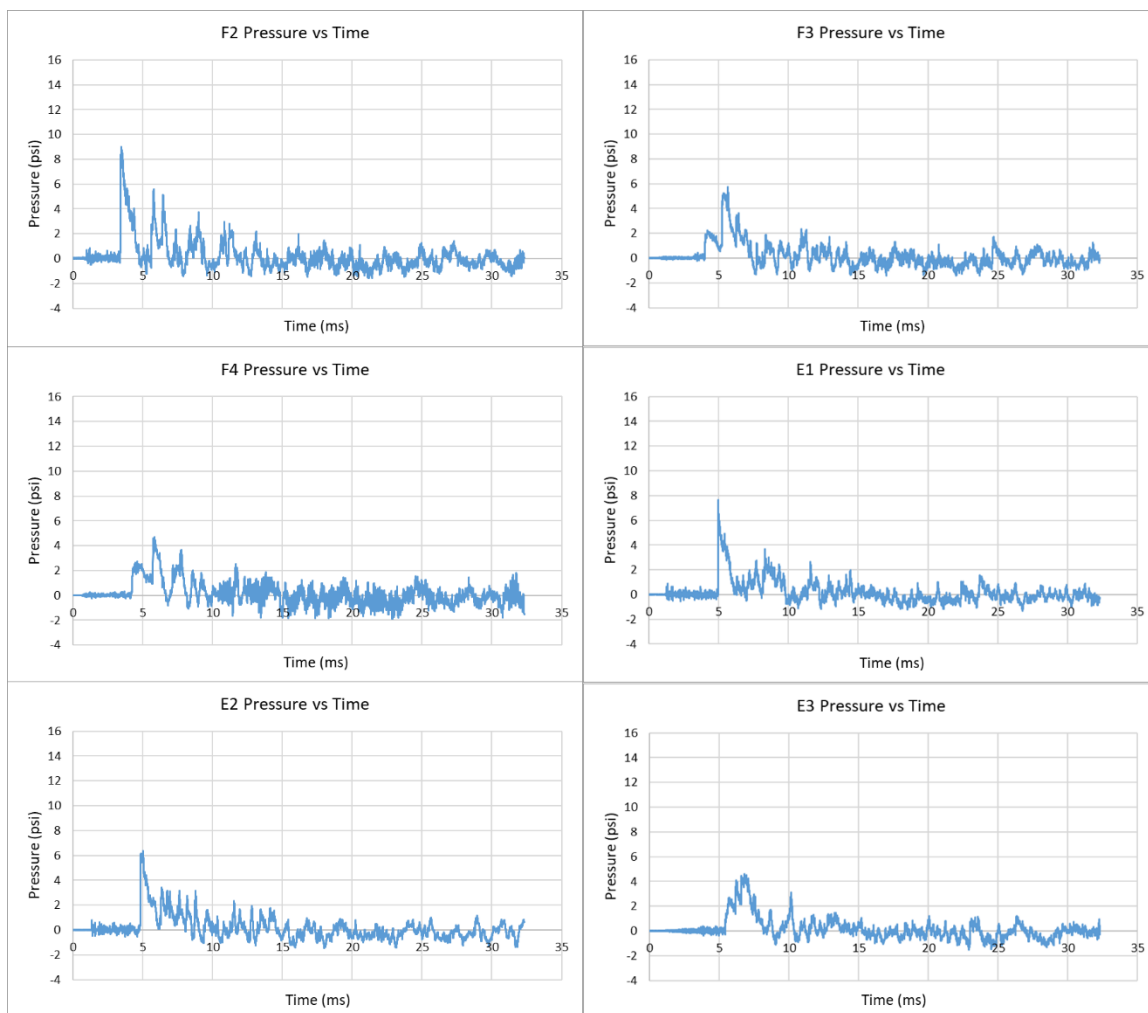 F2 Pressure vs Time
16
14
12
10
8
6
4
2
0
-2
-4
0 5 10 15 20 25 30 35
Pressure (psi)
Time (ms)
F3 Pressure vs Time
16
14
12
10
8
6
4
2
0
-2
-4
0 5 10 15 20 25 30 35
Pressure (psi)
Time (ms)
F4 Pressure vs Time
16
14
12
10
8
6
4
2
0
-2
-4
0 5 10 15 20 25 30 35
Pressure (psi)
Time (ms)
E1 Pressure vs Time
16
14
12
10
8
6
4
2
0
-2
-4
0 5 10 15 20 25 30 35
Pressure (psi)
Time (ms)
E2 Pressure vs Time
16
14
12
10
8
6
4
2
0
-2
-4
0 5 10 15 20 25 30 35
Pressure (psi)
Time (ms)
E3 Pressure vs Time
16
14
12
10
8
6
4
2
0
-2
-4
0 5 10 15 20 25 30 35
Pressure (psi)
Time (ms)